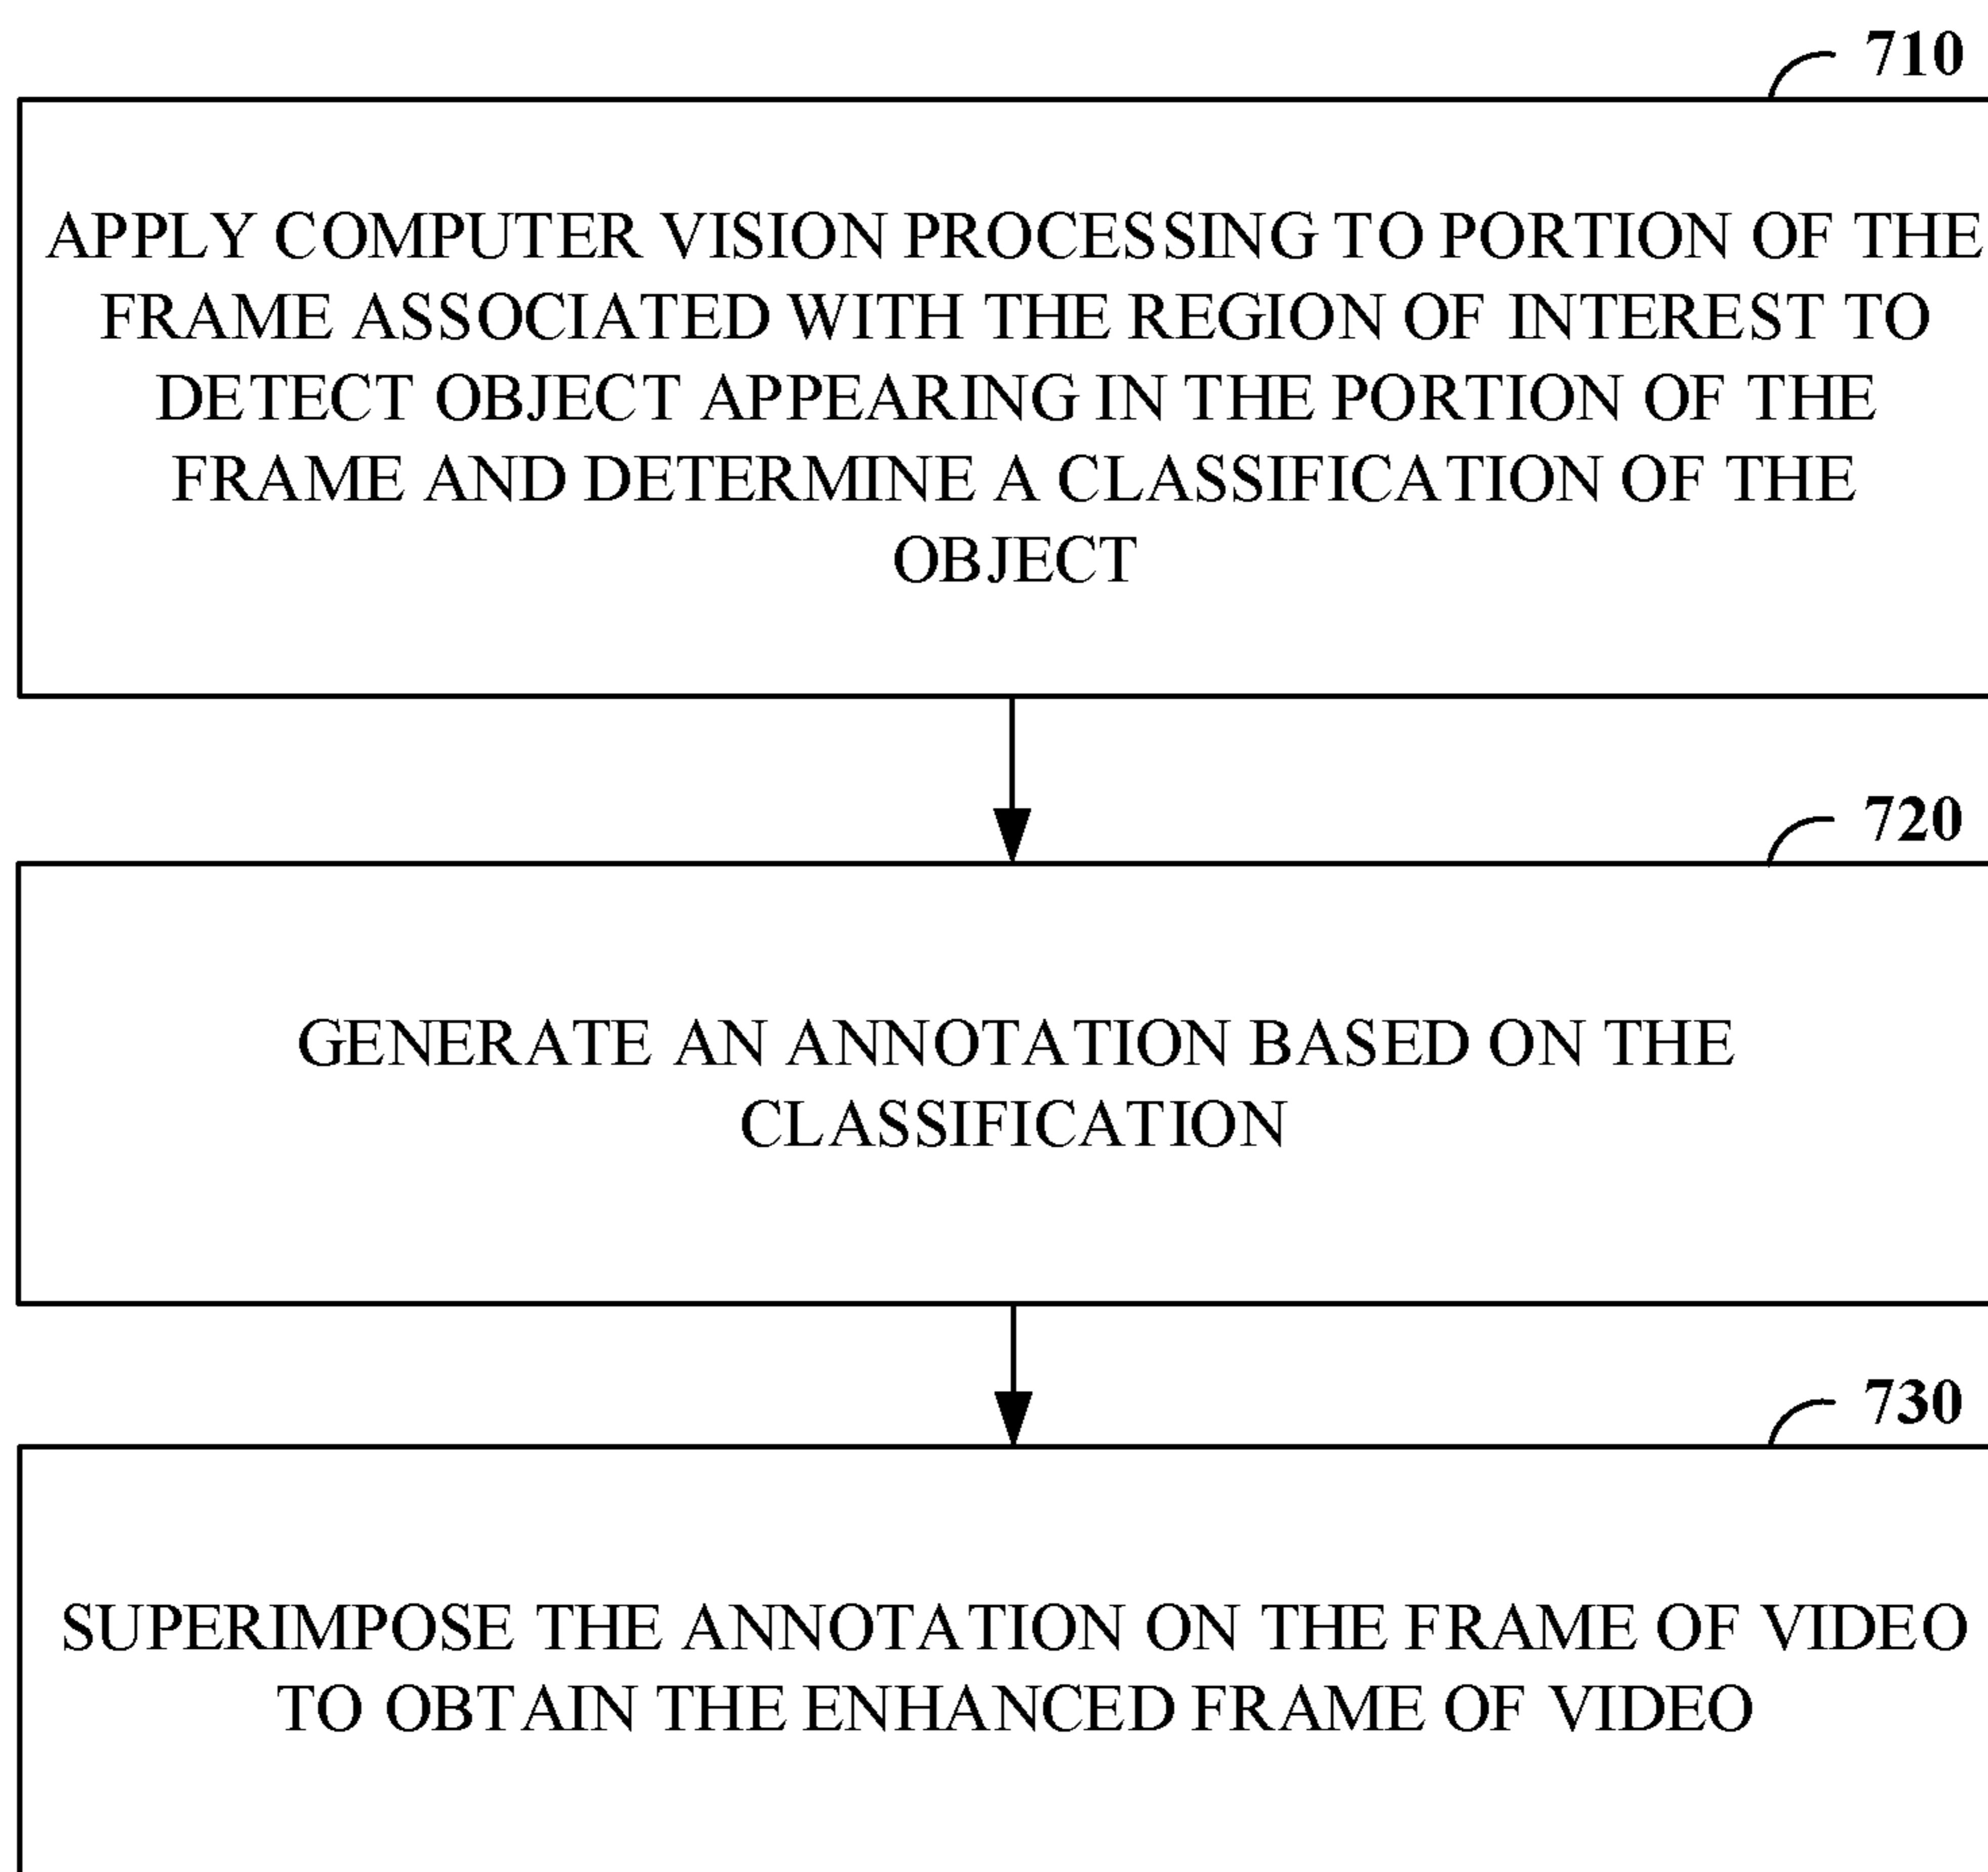 710
APPLY COMPUTER VISION PROCESSING TO PORTION OF THE
FRAME ASSOCIATED WITH THE REGION OF INTEREST TO
DETECT OBJECT APPEARING IN THE PORTION OF THE
FRAME AND DETERMINE A CLASSIFICATION OF THE
OBJECT
720
GENERATE AN ANNOTATION BASED ON THE
CLASSIFICATION
730
SUPERIMPOSE THE ANNOTATION ON THE FRAME OF VIDEO
TO OBTAIN THE ENHANCED FRAME OF VIDEO